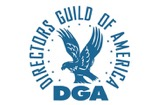 DIRECTORS GUILD OF AMERICA
DGA